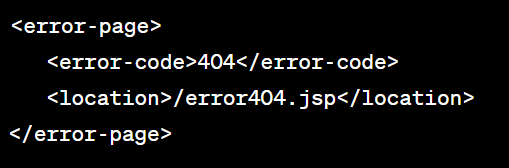 <error-page>
<error-code>404</error-code>
<location>/error404.jsp</location>
</error-page>